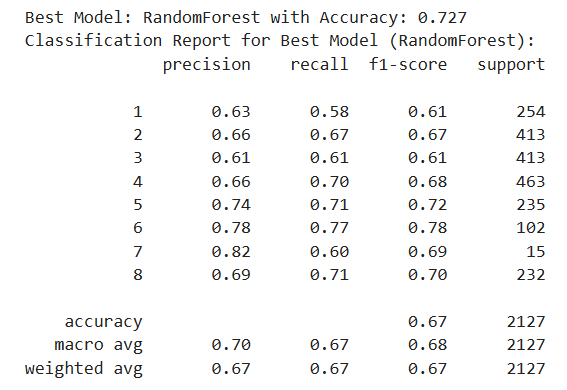 Best Model: RandomForest with Accuracy: 0.727
Classification Report for Best Model (RandomForest):
precision recall f1-score support
1 0.63 0.58 0.61 254
2 0.66 0.67 0.67 413
3 0.61 0.61 0.61 413
4 0.66 0.70 0.68 463
5 0.74 0.71 0.72 235
6 0.78 0.77 0.78 102
7 0.82 0.60 0.69 15
8 0.69 0.71 0.70 232
accuracy 0.67 2127
macro avg 0.70 0.67 0.68 2127
weighted avg 0.67 0.67 0.67 2127